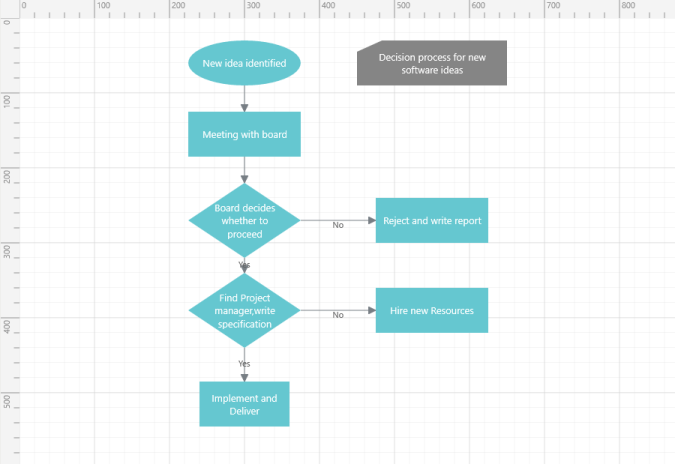 0 100 200 300 400 500 600 700 800
0
100
200
300
400
500
New idea identified
Decision process for new
software ideas
Meeting with board
Board decides
whether to
proceed
No
Reject and write report
Yes
Find Project
manager,write
specification
No
Hire new Resources
Yes
Implement and
Deliver